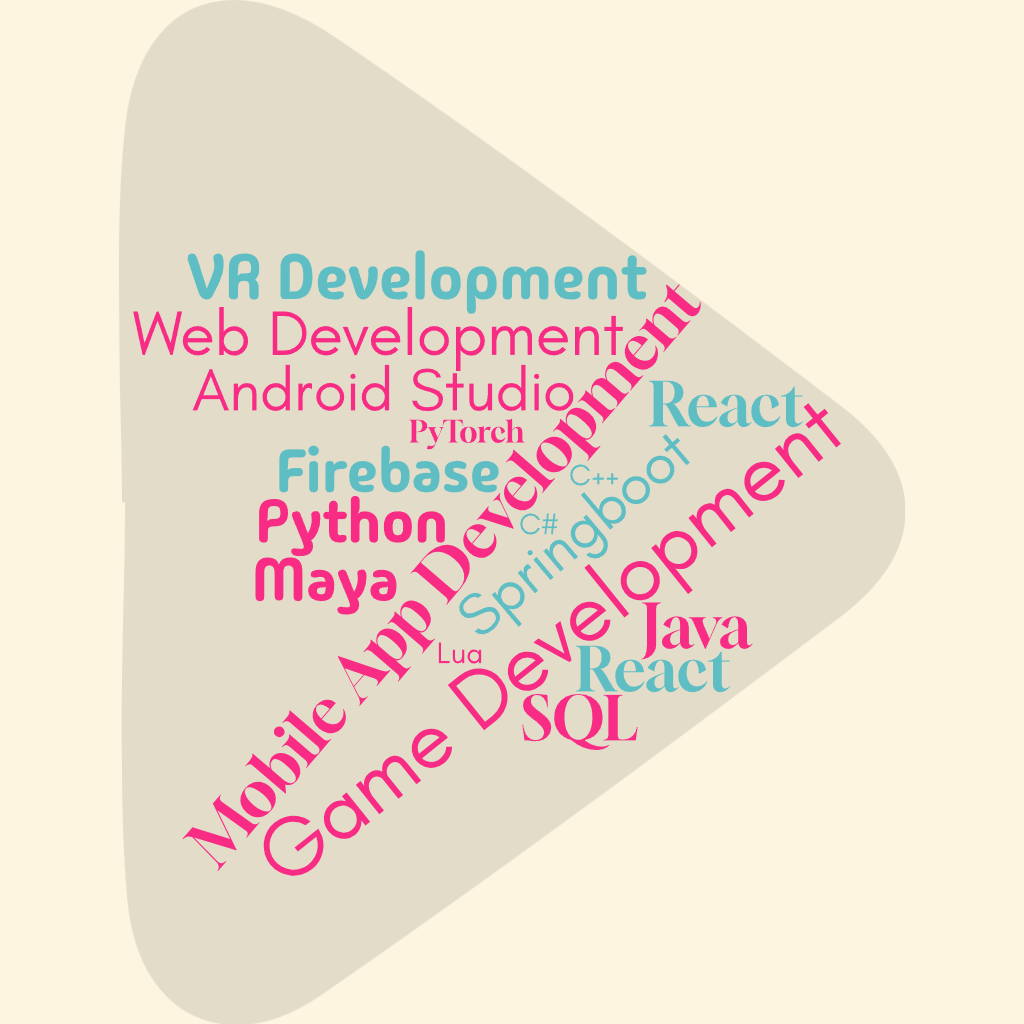 VR Development
Web Development
Android Studio
PyTorch
Firebase
Python
Maya
Mobile App Development
React
C++
C#
Springboot
Lua
Game Development
Java
React
SQL